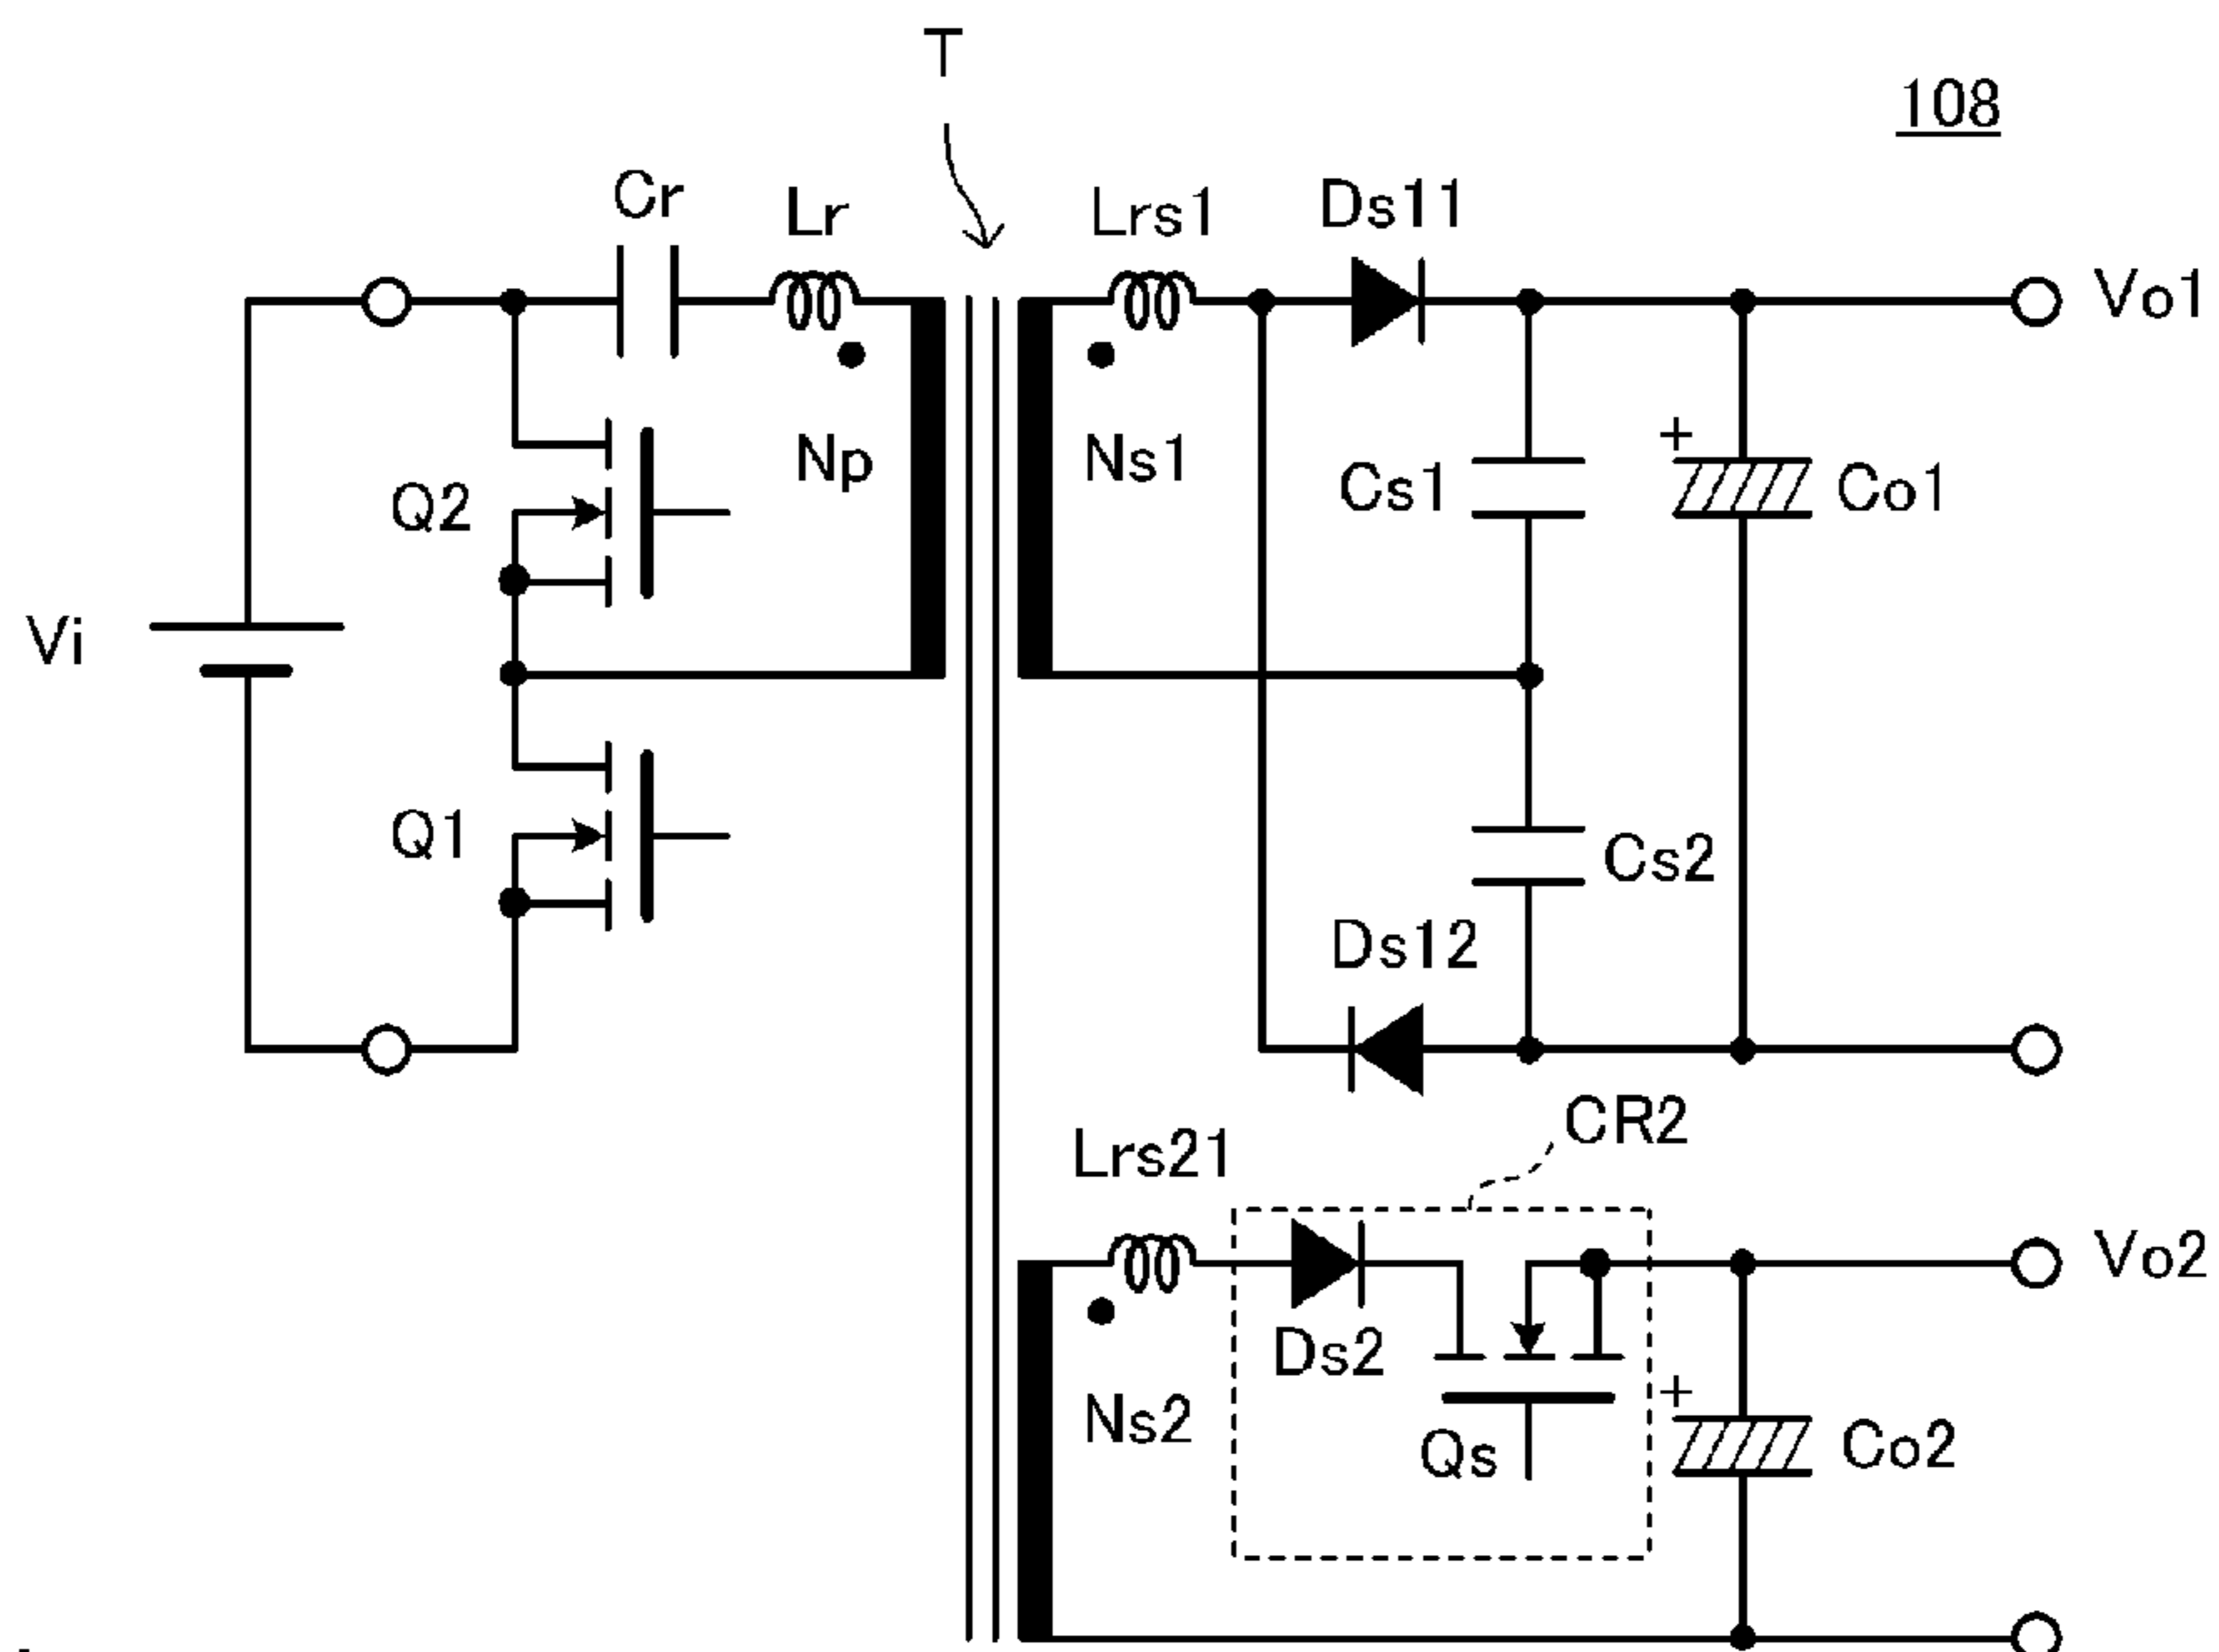 T
108
Cr
Lr
Lrs1
Ds11
Vo1
Np
Ns1
Cs1
+
Co1
Q2
Vi
Q1
Cs2
Ds12
CR2
Lrs21
Vo2
Ds2
Ns2
Qs
+
Co2